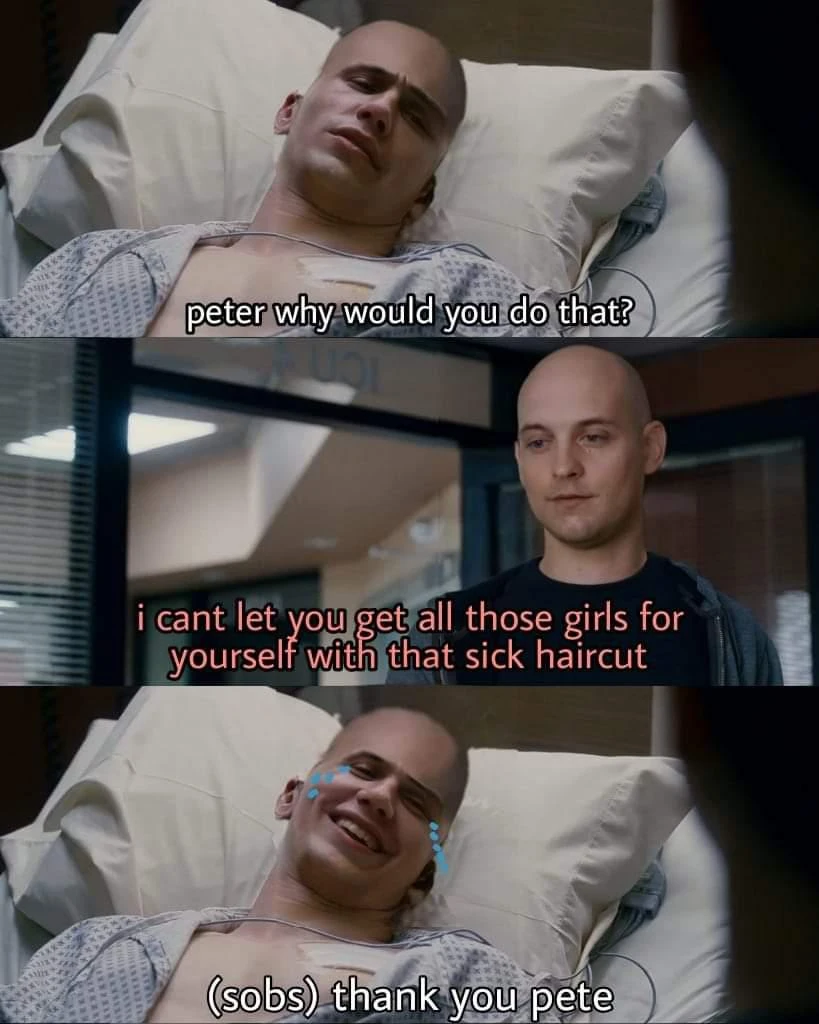 peter why would you do that?
ICU A
i cant let you get all those girls for
yourself with that sick haircut
(sobs) thank you pete